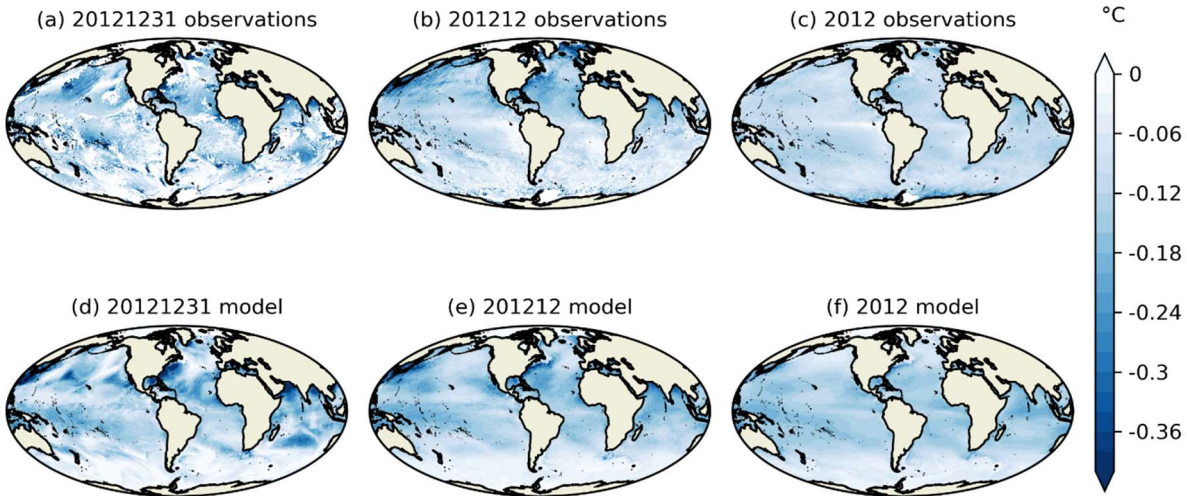 (a) 20121231 observations
(b) 201212 observations
(c) 2012 observations
°C
0
-0.06
-0.12
-0.18
-0.24
-0.3
-0.36
(d) 20121231 model
(e) 201212 model
(f) 2012 model